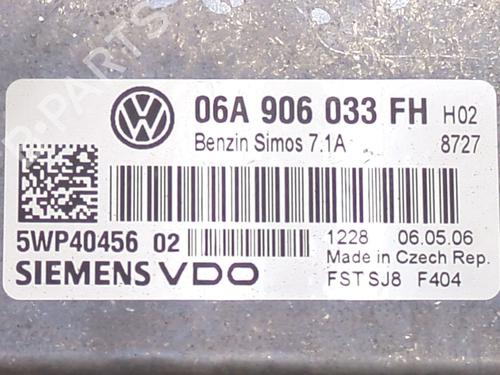 R-PARTS
06A 906 033 FH H02
Benzin Simos 7.1A 8727
5WP40456 02 1228 06.05.06
Made in Czech Rep.
SIEMENS VDO FST SJ8 F404